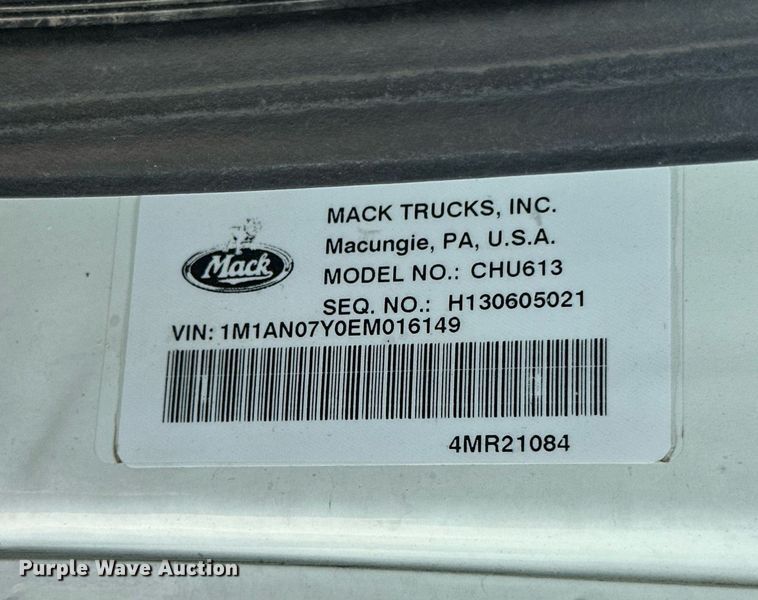 MACK TRUCKS, INC.
Macungie, PA, U.S.A.
Mack
MODEL NO.: CHU613
SEQ. NO.: H130605021
VIN: 1M1AN07Y0EM016149
4MR21084
Purple Wave Auction